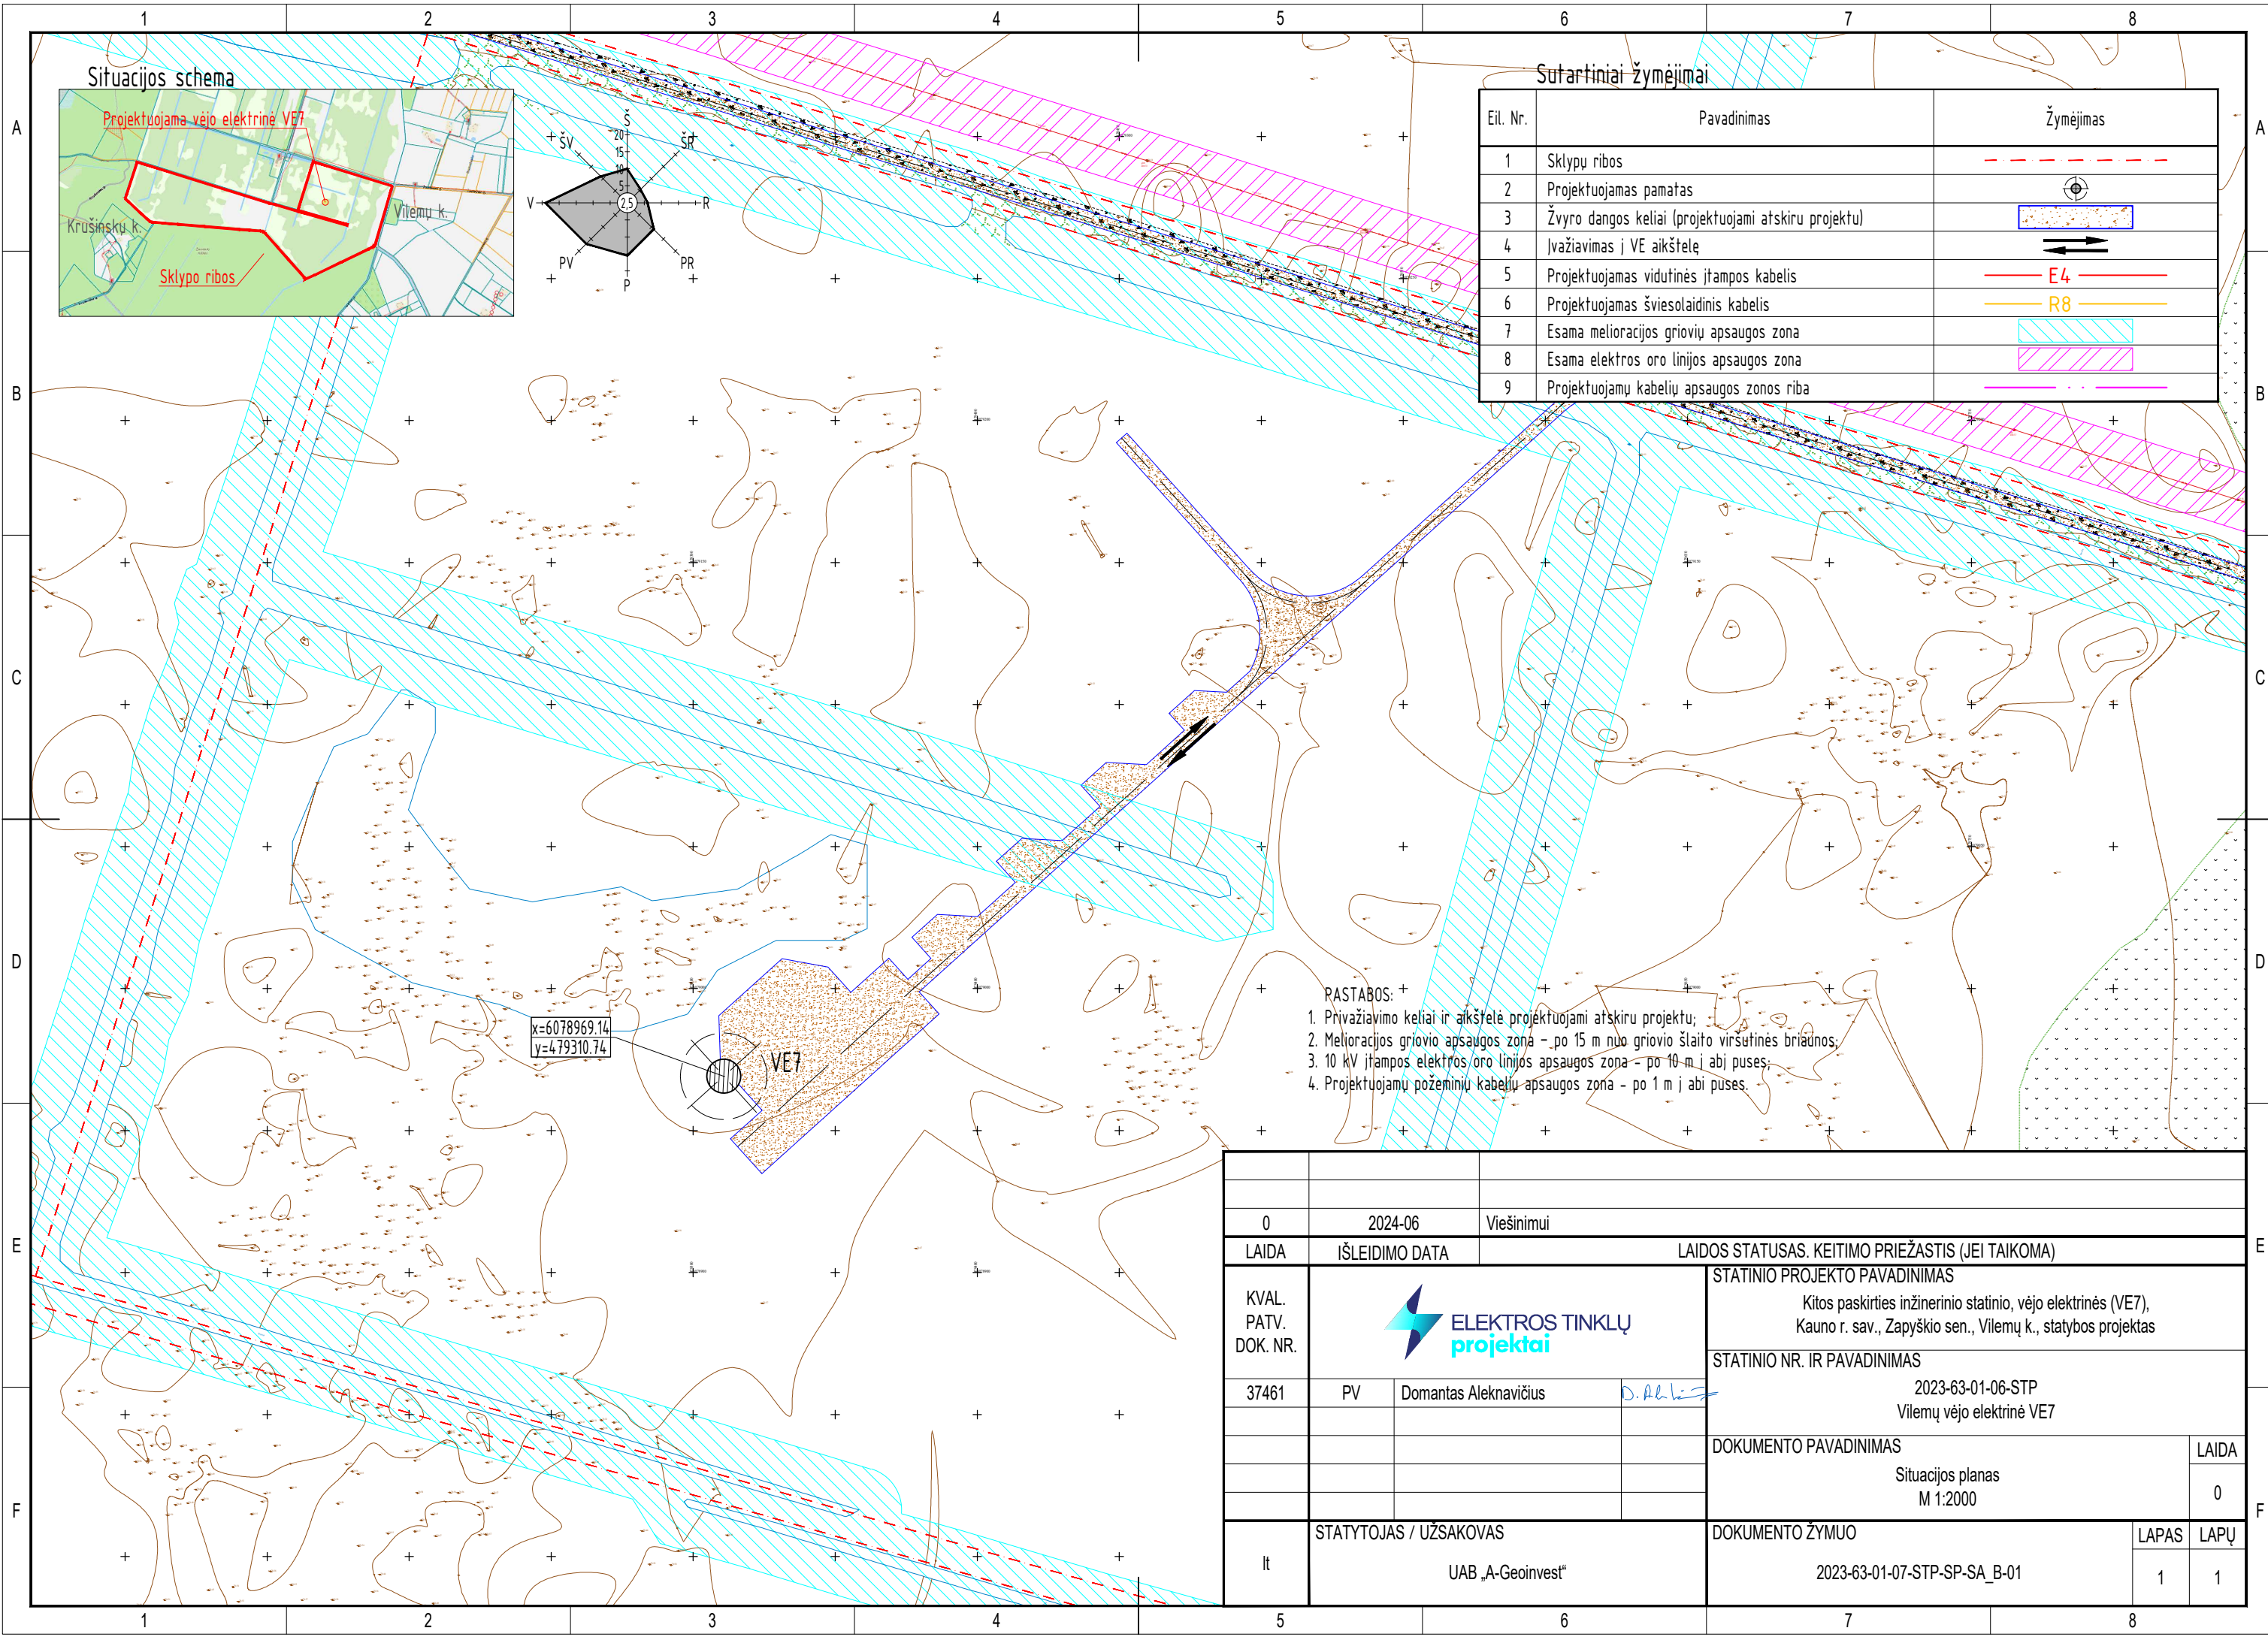 1 2 3 4 5 6 7 8
A
B
C
D
E
F
Situacijos schema
Projektuojama vėjo elektrinė VE7
Krušinskų k.
Vilemų k.
Sklypo ribos
Š
ŠR
R
PR
P
PV
V
ŠV
20
15
10
5
2,5
Sutartiniai žymėjimai
Eil. Nr. Pavadinimas Žymėjimas
1 Sklypų ribos
2 Projektuojamas pamatas
3 Žvyro dangos keliai (projektuojami atskiru projektu)
4 Įvažiavimas į VE aikštelę
5 Projektuojamas vidutinės įtampos kabelis E4
6 Projektuojamas šviesolaidinis kabelis R8
7 Esama melioracijos griovių apsaugos zona
8 Esama elektros oro linijos apsaugos zona
9 Projektuojamų kabelių apsaugos zonos riba
x=6078969.14
y=479310.74
VE7
PASTABOS:
1. Privažiavimo keliai ir aikštelė projektuojami atskiru projektu;
2. Melioracijos griovio apsaugos zona - po 15 m nuo griovio šlaito viršutinės briaunos;
3. 10 kV įtampos elektros oro linijos apsaugos zona - po 10 m į abį puses;
4. Projektuojamų požeminių kabelių apsaugos zona - po 1 m į abi puses.
0 2024-06 Viešinimui
LAIDA IŠLEIDIMO DATA LAIDOS STATUSAS. KEITIMO PRIEŽASTIS (JEI TAIKOMA)
KVAL.
PATV.
DOK. NR.
ELEKTROS TINKLŲ
projektai
STATINIO PROJEKTO PAVADINIMAS
Kitos paskirties inžinerinio statinio, vėjo elektrinės (VE7),
Kauno r. sav., Zapyškio sen., Vilemų k., statybos projektas
STATINIO NR. IR PAVADINIMAS
2023-63-01-06-STP
Vilemų vėjo elektrinė VE7
37461 PV Domantas Aleknavičius
DOKUMENTO PAVADINIMAS LAIDA
Situacijos planas
M 1:2000
0
lt
STATYTOJAS / UŽSAKOVAS
UAB „A-Geoinvest“
DOKUMENTO ŽYMUO LAPAS LAPŲ
2023-63-01-07-STP-SP-SA_B-01 1 1
1 2 3 4 5 6 7 8
A
B
C
D
E
F